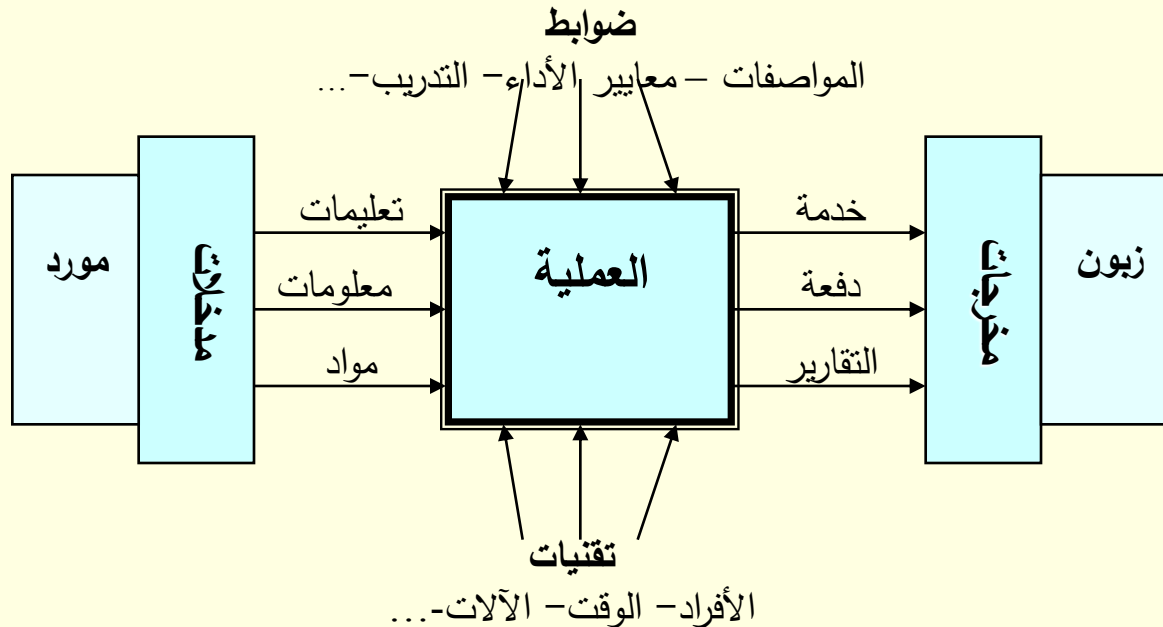 ضوابط
المواصفات – معايير الأداء– التدريب-...
مورد
مدخلات
تعليمات
معلومات
مواد
العملية
خدمة
دفعة
التقارير
مخرجات
زبون
تقنيات
الأفراد– الوقت– الآلات-...